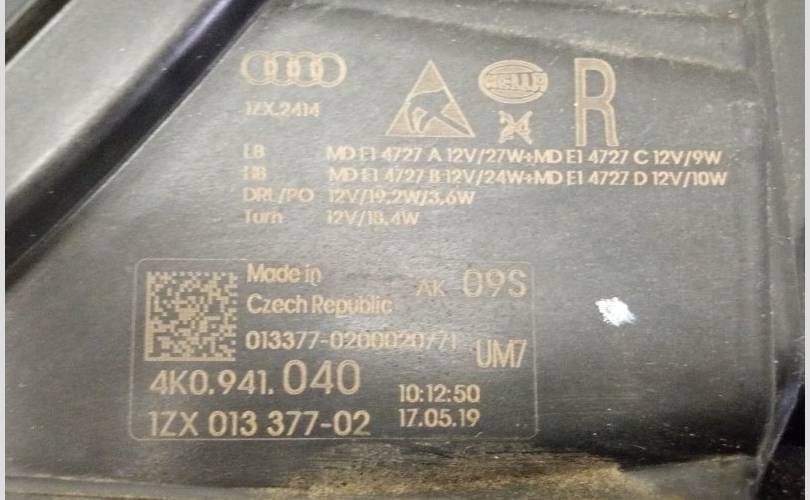 HELLA
R
1ZX.2414
LB MD E1 4727 A 12V/27W+MD E1 4727 C 12V/9W
HB MD E1 4727 B 12V/24W+MD E1 4727 D 12V/10W
DRL/PO 12V/19.2W/3.6W
Turn 12V/18.4W
Made in
Czech Republic
AK 09S
013377-0200020771
UM7
4K0.941.040
10:12:50
1ZX 013 377-02
17.05.19